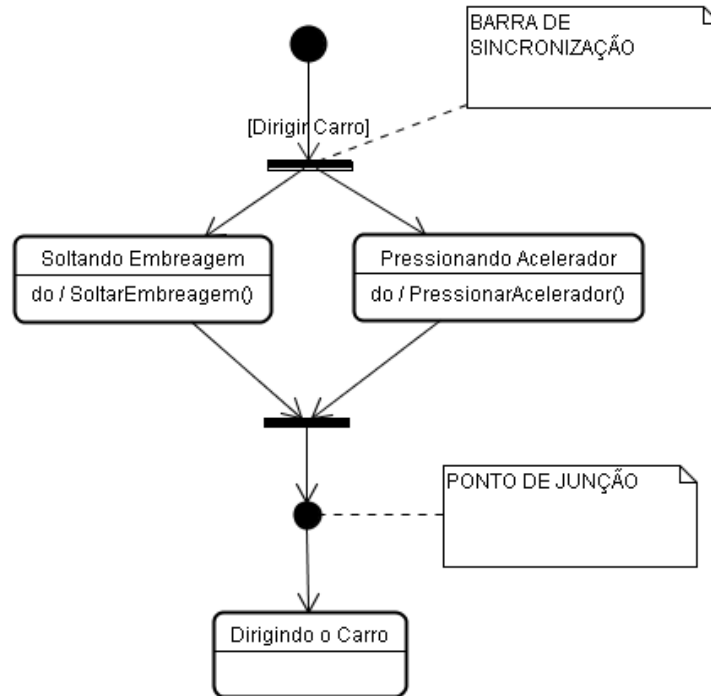 BARRA DE
SINCRONIZAÇÃO
[Dirigir Carro]
Soltando Embreagem
do / SoltarEmbreagem()
Pressionando Acelerador
do / PressionarAcelerador()
PONTO DE JUNÇÃO
Dirigindo o Carro